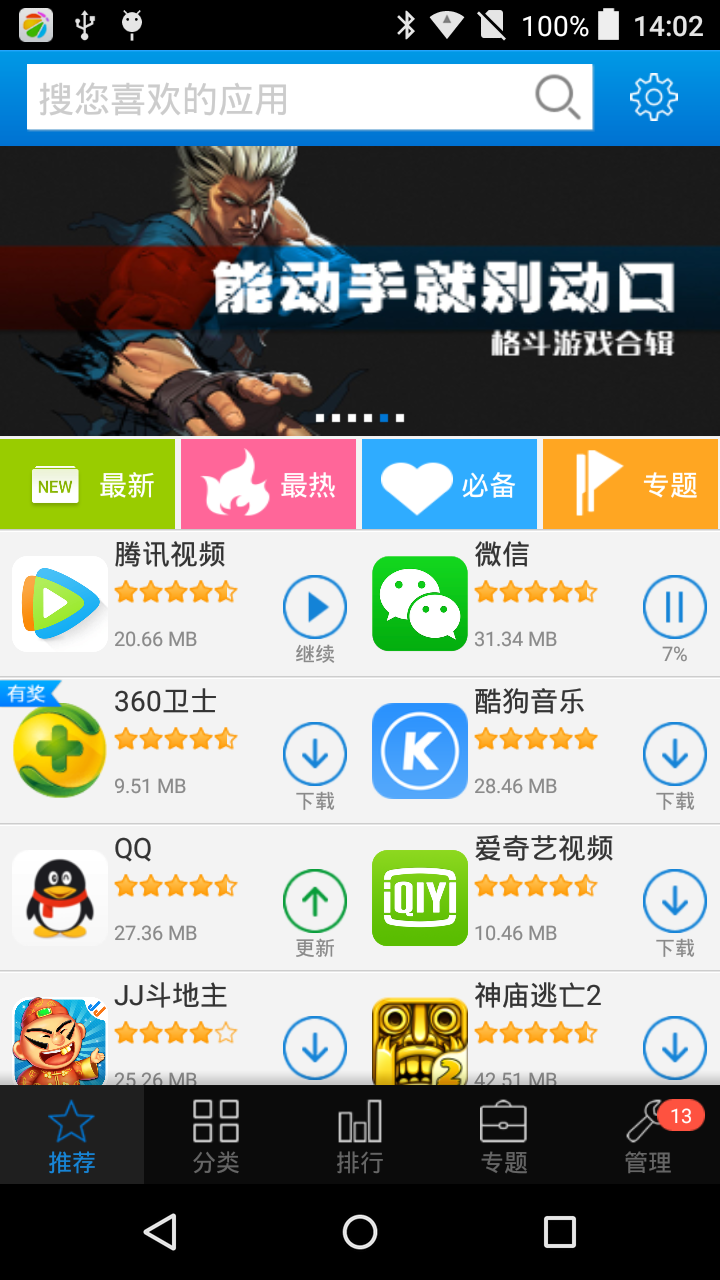 100% 14:02
搜您喜欢的应用
能动手就别动口
格斗游戏合辑
NEW 最新 最热 必备 专题
腾讯视频
20.66 MB
继续
微信
31.34 MB
7%
有奖
360卫士
9.51 MB
下载
K
酷狗音乐
28.46 MB
下载
QQ
27.36 MB
更新
iQIYI
爱奇艺视频
10.46 MB
下载
JJ斗地主
25.26 MB
2
神庙逃亡2
42.51 MB
推荐 分类 排行 专题 管理 13